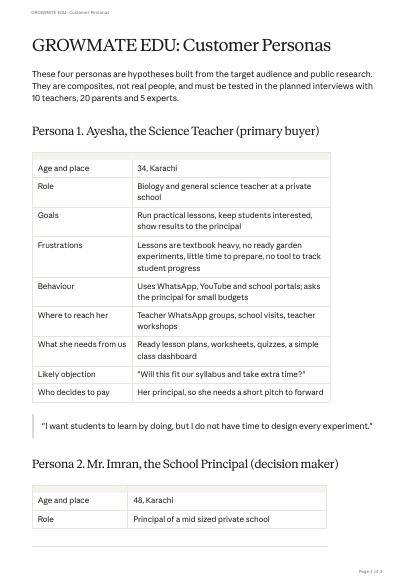 GROWMATE EDU: Customer Personas
GROWMATE EDU: Customer Personas
These four personas are hypotheses built from the target audience and public research.
They are composites, not real people, and must be tested in the planned interviews with
10 teachers, 20 parents and 5 experts.
Persona 1. Ayesha, the Science Teacher (primary buyer)
Age and place 34, Karachi
Role Biology and general science teacher at a private
school
Goals Run practical lessons, keep students interested,
show results to the principal
Frustrations Lessons are textbook heavy, no ready garden
experiments, little time to prepare, no tool to track
student progress
Behaviour Uses WhatsApp, YouTube and school portals; asks
the principal for small budgets
Where to reach her Teacher WhatsApp groups, school visits, teacher
workshops
What she needs from us Ready lesson plans, worksheets, quizzes, a simple
class dashboard
Likely objection "Will this fit our syllabus and take extra time?"
Who decides to pay Her principal, so she needs a short pitch to forward
"I want students to learn by doing, but I do not have time to design every experiment."
Persona 2. Mr. Imran, the School Principal (decision maker)
Age and place 48, Karachi
Role Principal of a mid sized private school
Page 1 of 3